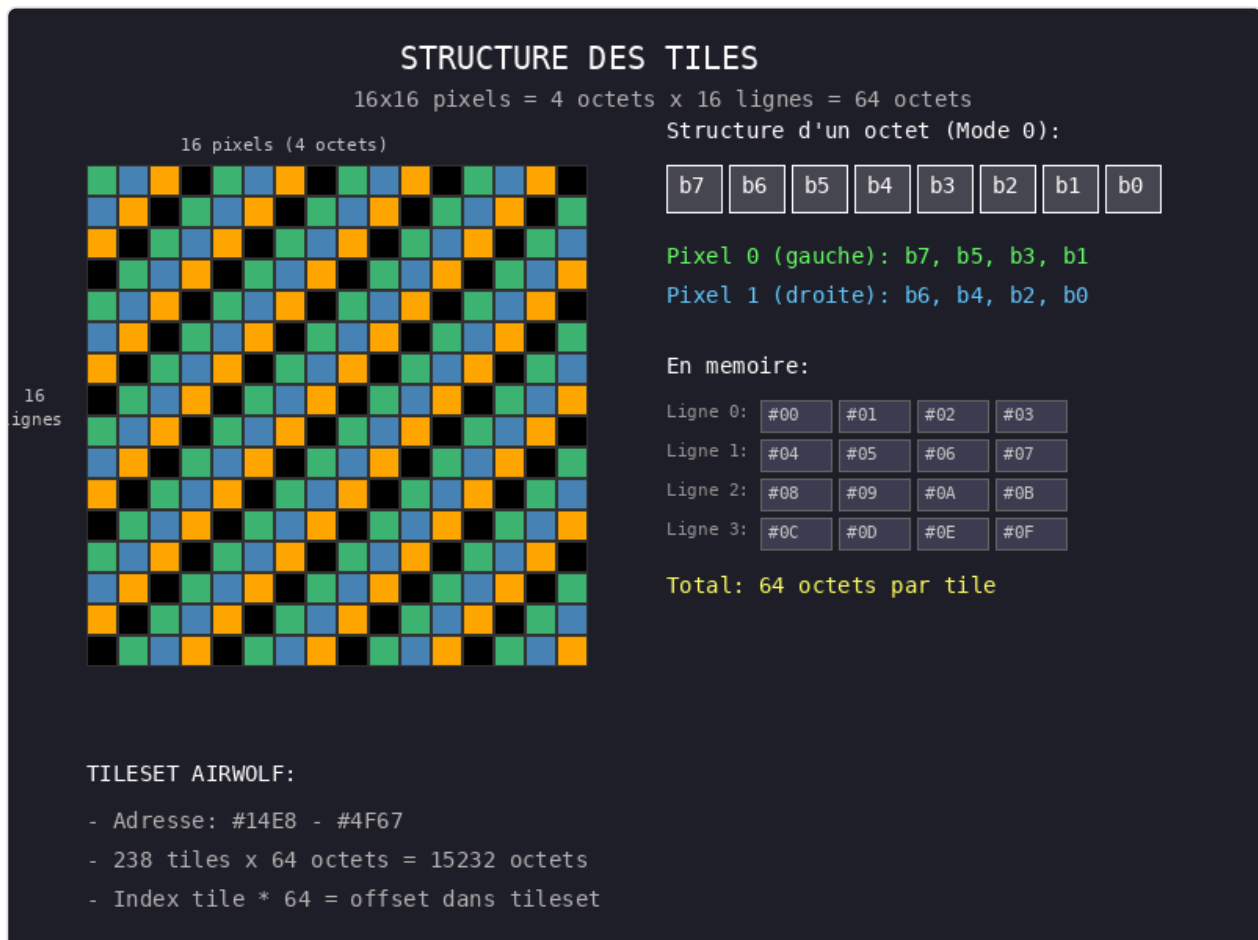 STRUCTURE DES TILES
16x16 pixels = 4 octets x 16 lignes = 64 octets
16 pixels (4 octets)
16
ignes
Structure d'un octet (Mode 0):
b7 b6 b5 b4 b3 b2 b1 b0
Pixel 0 (gauche): b7, b5, b3, b1
Pixel 1 (droite): b6, b4, b2, b0
En memoire:
Ligne 0: #00 #01 #02 #03
Ligne 1: #04 #05 #06 #07
Ligne 2: #08 #09 #0A #0B
Ligne 3: #0C #0D #0E #0F
Total: 64 octets par tile
TILESET AIRWOLF:
- Adresse: #14E8 - #4F67
- 238 tiles x 64 octets = 15232 octets
- Index tile * 64 = offset dans tileset